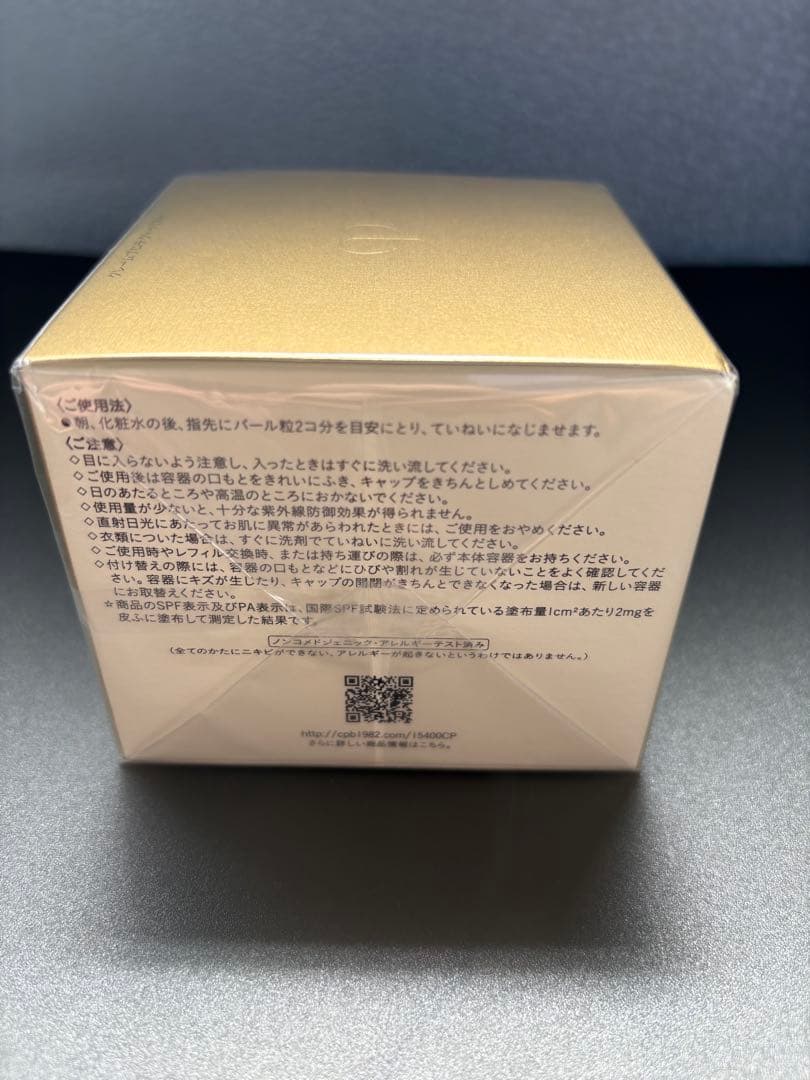 〈ご使用法〉
●朝、化粧水の後、指先にパール粒2コ分を目安にとり、ていねいになじませます。
〈ご注意〉
◇目に入らないよう注意し、入ったときはすぐに洗い流してください。
◇ご使用後は容器の口もとをきれいにふき、キャップをきちんとしめてください。
◇日のあたるところや高温のところにおかないでください。
◇使用量が少ないと、十分な紫外線防御効果が得られません。
◇直射日光にあたってお肌に異常があらわれたときには、ご使用をおやめください。
◇衣類についた場合は、すぐに洗剤でていねいに洗い流してください。
◇ご使用時やレフィル交換時、または持ち運びの際は、必ず本体容器をお持ちください。
◇付け替えの際には、容器の口もとなどにひびや割れが生じていないことをよく確認してくだ
さい。容器にキズが生じたり、キャップの開閉がきちんとできなくなった場合は、新しい容器
にお取替えください。
☆商品のSPF表示及びPA表示は、国際SPF試験法に定められている塗布量1cm²あたり2mgを
皮ふに塗布して測定した結果です。
ノンコメドジェニック・アレルギーテスト済み
（全てのかたにニキビができない、アレルギーが起きないというわけではありません。）
http://cpb1982.com/15400CP
さらに詳しい商品情報はこちら。